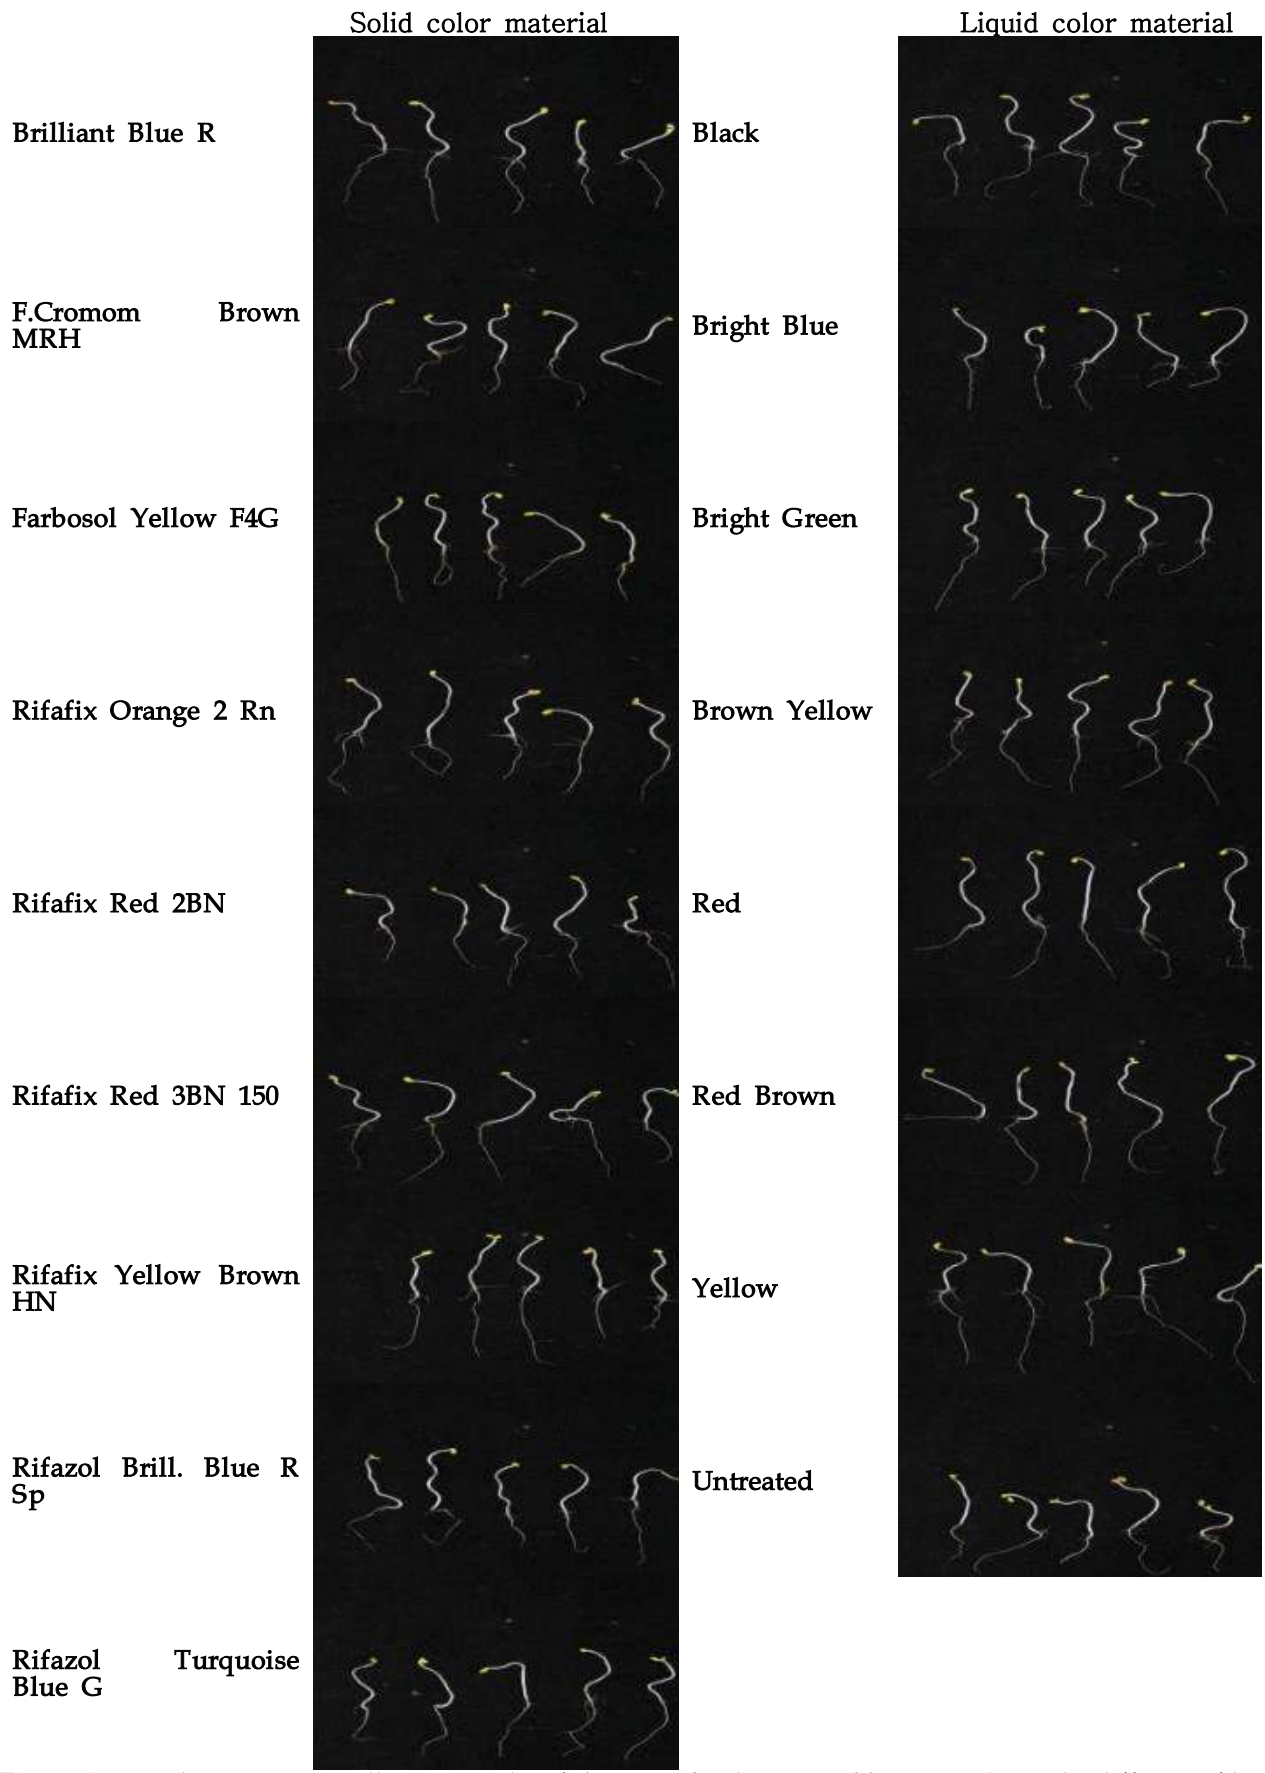 Solid color material
Liquid color material
Brilliant Blue R
Black
F.Cromom Brown
MRH
Bright Blue
Farbosol Yellow F4G
Bright Green
Rifafix Orange 2 Rn
Brown Yellow
Rifafix Red 2BN
Red
Rifafix Red 3BN 150
Red Brown
Rifafix Yellow Brown
HN
Yellow
Rifazol Brill. Blue R
Sp
Untreated
Rifazol Turquoise
Blue G